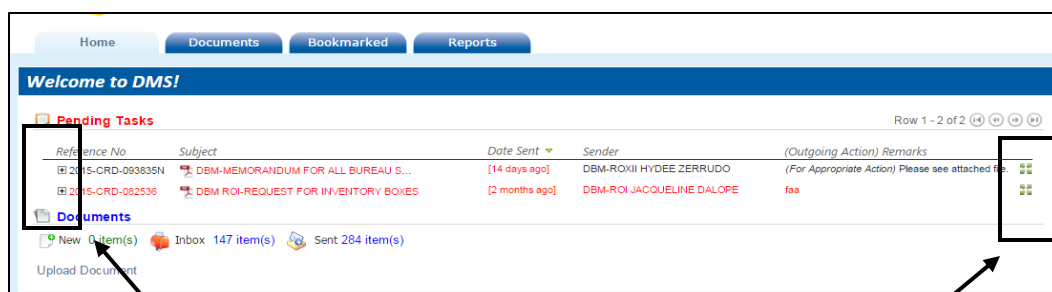 Home Documents Bookmarked Reports
Welcome to DMS!
Pending Tasks Row 1 - 2 of 2
Reference No Subject Date Sent Sender (Outgoing Action) Remarks
2015-CRD-093835N DBM-MEMORANDUM FOR ALL BUREAU S... [14 days ago] DBM-ROXII HYDEE ZERRUDO (For Appropriate Action) Please see attached file.
2015-CRD-082536 DBM ROI-REQUEST FOR INVENTORY BOXES [2 months ago] DBM-ROI JACQUELINE DALOPE faa
Documents
New 0 item(s) Inbox 147 item(s) Sent 284 item(s)
Upload Document